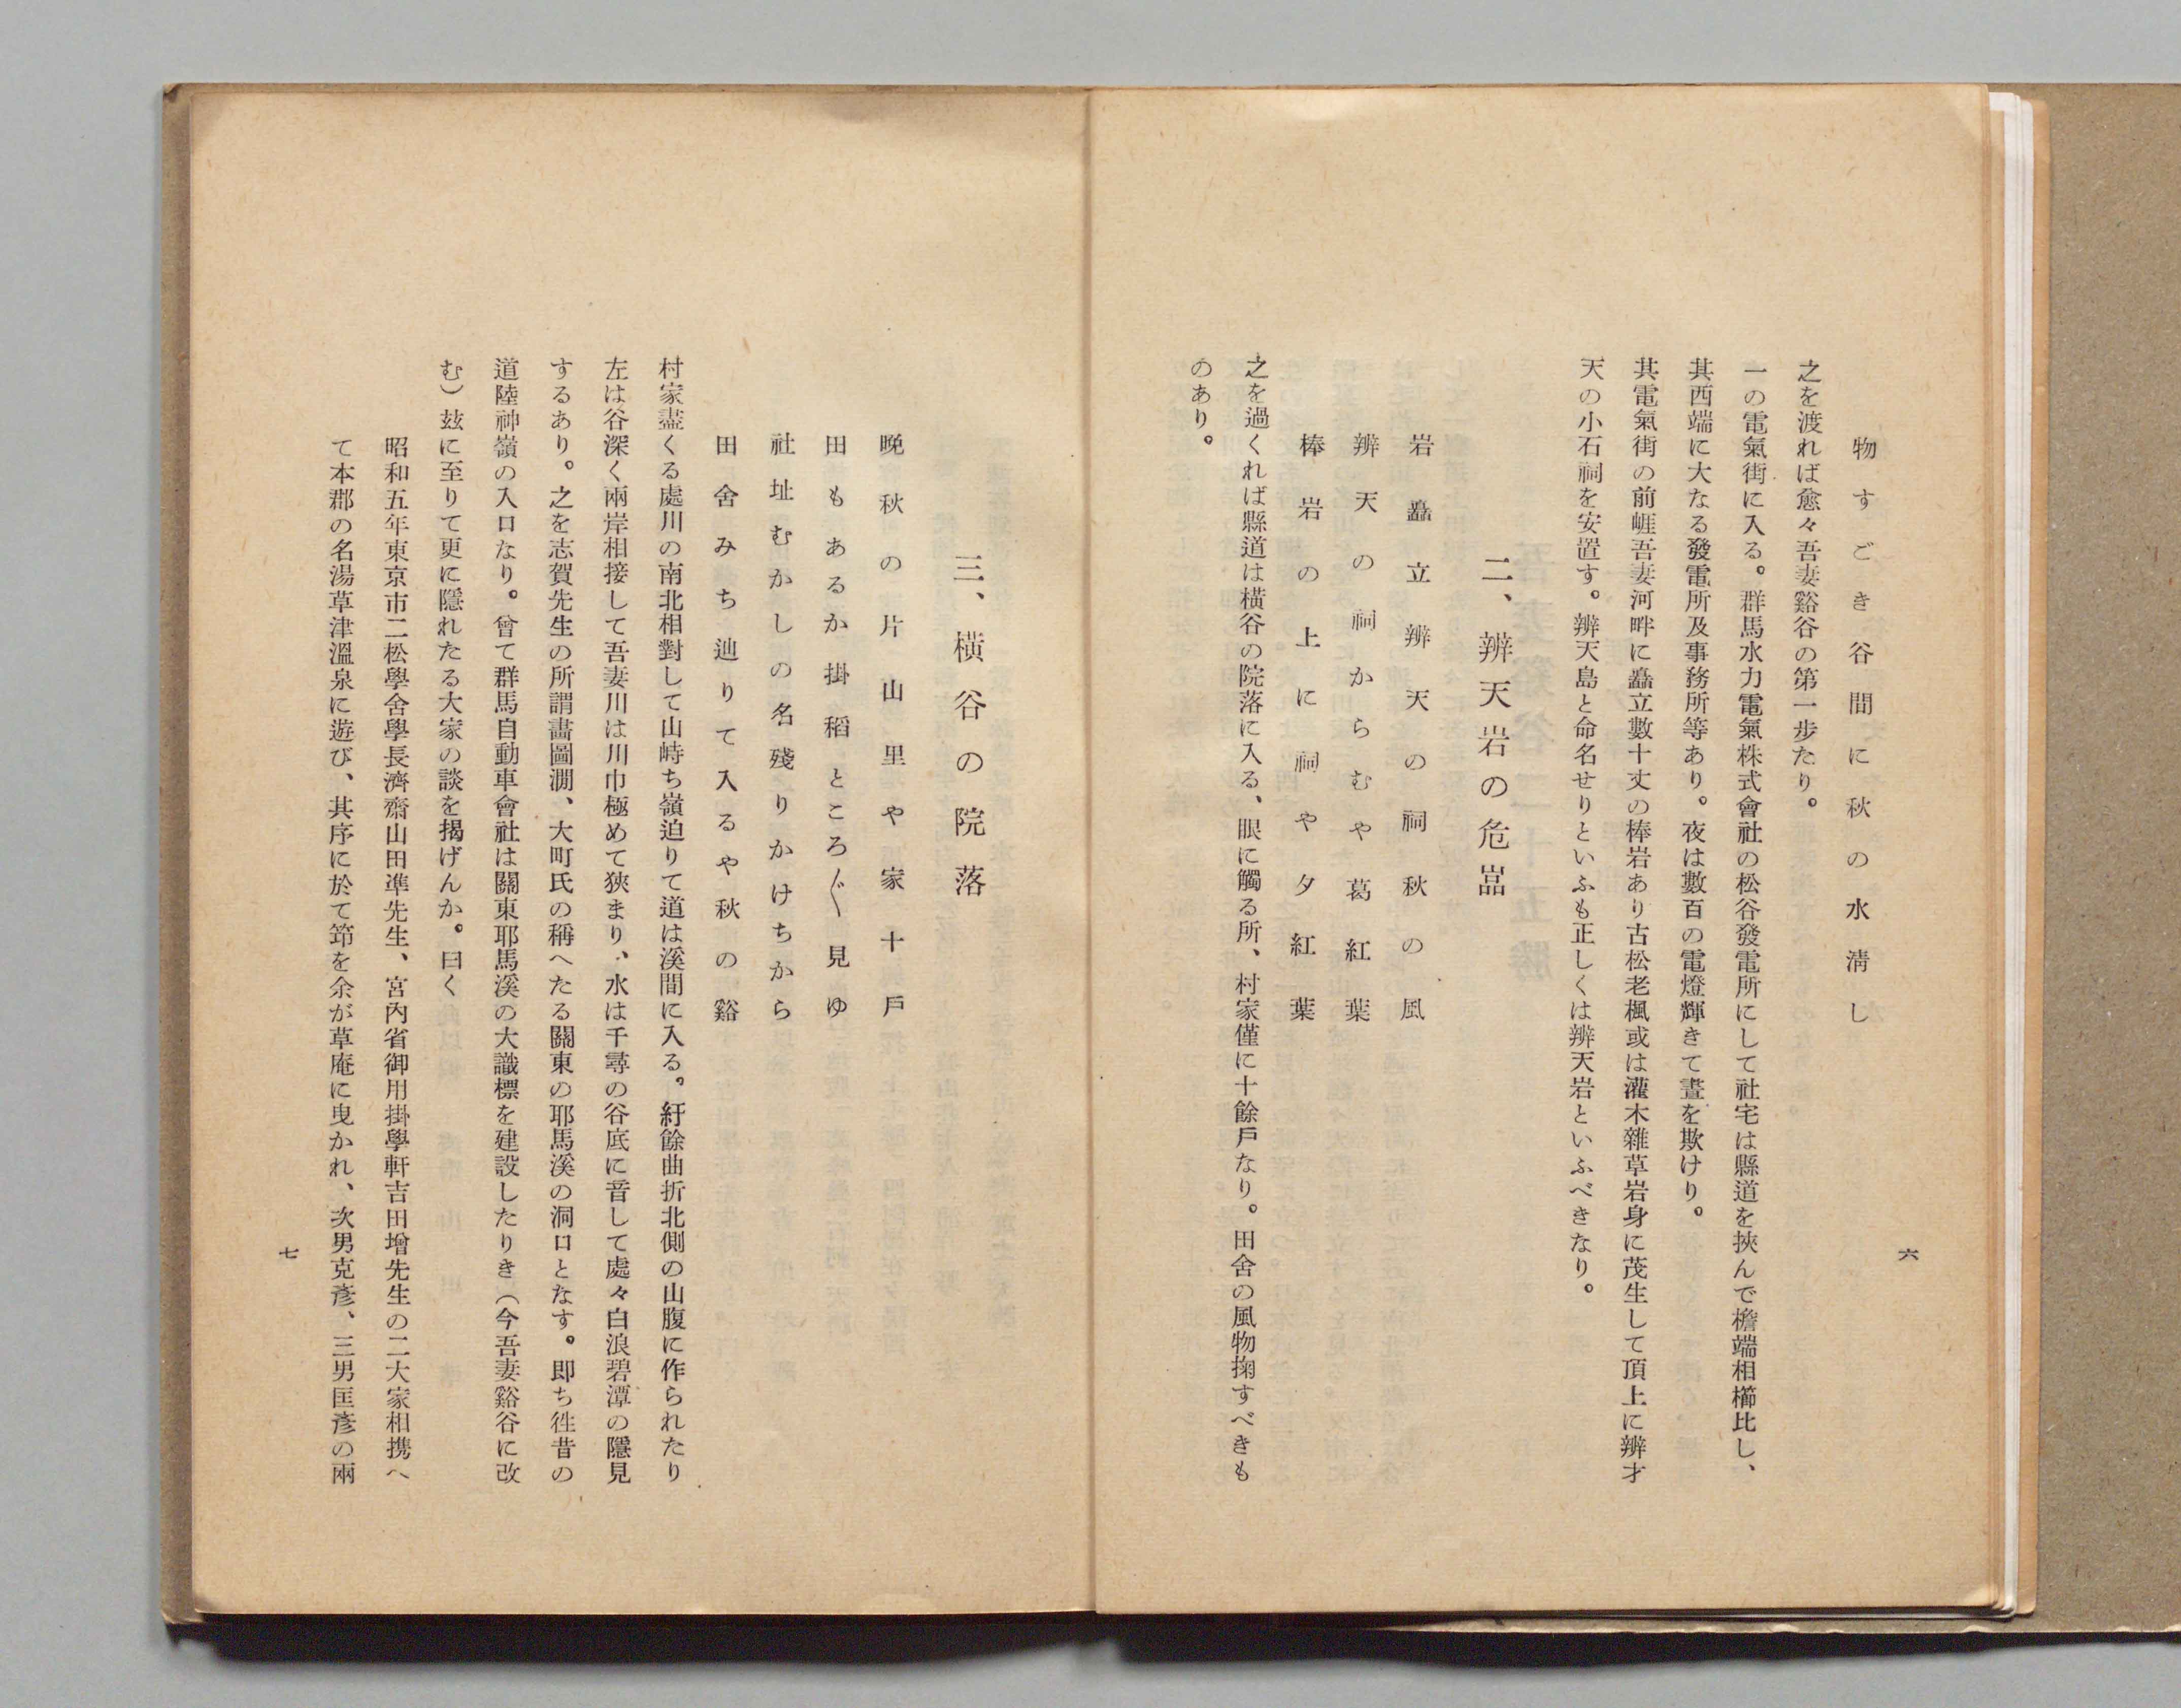 六
物すごき谷間に秋の水淸し
之を渡れば愈々吾妻谿谷の第一步たり。
一の電氣街に入る。群馬水力電氣株式會社の松谷發電所にして社宅は縣道を挾んで檐端相櫛比し、
其西端に大なる發電所及事務所等あり。夜は數百の電燈輝きて晝を欺けり。
其電氣街の前崕吾妻河畔に矗立數十丈の棒岩あり古松老楓或は灌木雜草岩身に茂生して頂上に辨才
天の小石祠を安置す。辨天島と命名せりといふも正しくは辨天岩といふべきなり。
二、辨天岩の危嵓
岩矗立辨天の祠秋の風
辨天の祠からむや葛紅葉
棒岩の上に祠や夕紅葉
之を過くれば縣道は橫谷の院落に入る、眼に觸る所、村家僅に十餘戶なり。田舍の風物掬すべきも
のあり。
三、橫谷の院落
晚秋の片山里や家十戶
田もあるか掛稻ところ〴〵見ゆ
社址むかしの名殘りかけちから
田舍みち辿りて入るや秋の谿
村家盡くる處川の南北相對して山峙ち嶺迫りて道は溪間に入る。紆餘曲折北側の山腹に作られたり
左は谷深く兩岸相接して吾妻川は川巾極めて狹まり、水は千尋の谷底に音して處々白浪碧潭の隱見
するあり。之を志賀先生の所謂畵圖澗、大町氏の稱へたる關東の耶馬溪の洞口となす。即ち徃昔の
道陸神嶺の入口なり。曾て群馬自動車會社は關東耶馬溪の大識標を建設したりき（今吾妻谿谷に改
む）玆に至りて更に隱れたる大家の談を揭げんか。曰く
昭和五年東京市二松學舍學長濟齋山田準先生、宮內省御用掛學軒吉田增先生の二大家相携へ
て本郡の名湯草津溫泉に遊び、其序に於て笻を余が草庵に曳かれ、次男克彥、三男匡彥の兩
七